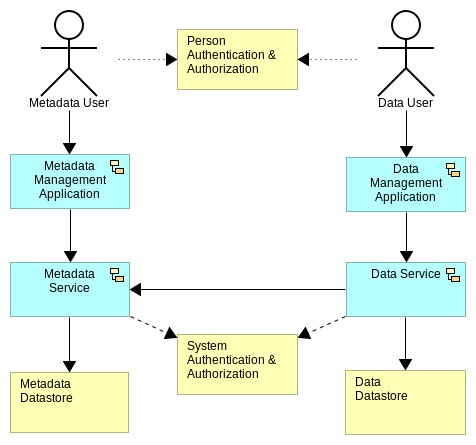 Person
Authentication &
Authorization
Metadata User
Data User
Metadata
Management
Application
Data
Management
Application
Metadata
Service
Data Service
System
Authentication &
Authorization
Metadata
Datastore
Data
Datastore